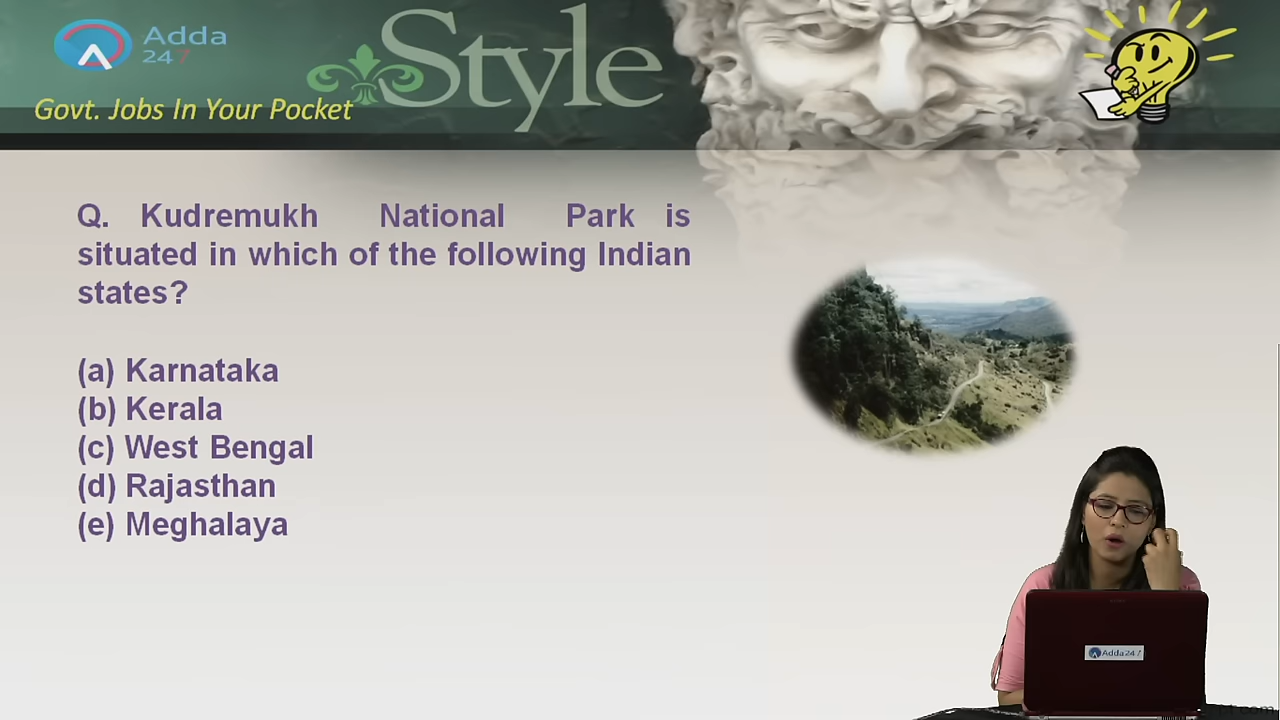 Adda
247
Style
Govt. Jobs In Your Pocket
Q. Kudremukh National Park is
situated in which of the following Indian
states?
(a) Karnataka
(b) Kerala
(c) West Bengal
(d) Rajasthan
(e) Meghalaya
Adda247